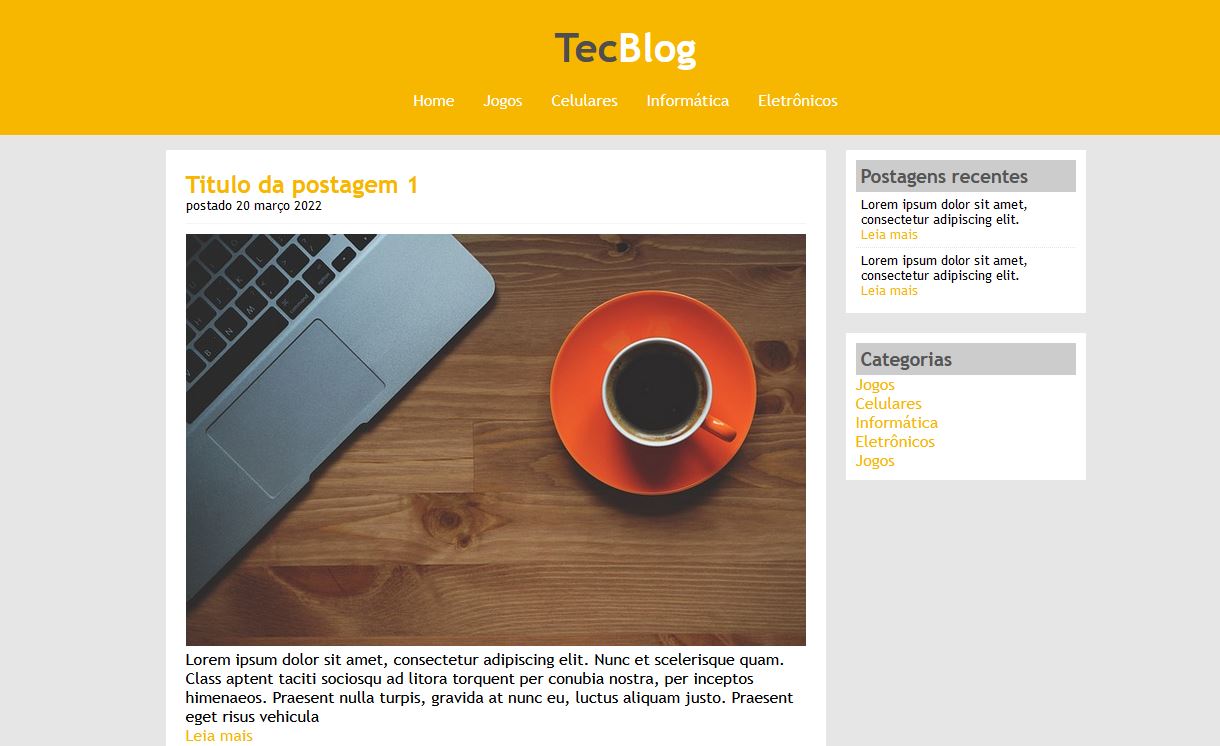 TecBlog
Home Jogos Celulares Informática Eletrônicos
Titulo da postagem 1
postado 20 março 2022
Lorem ipsum dolor sit amet, consectetur adipiscing elit. Nunc et scelerisque quam.
Class aptent taciti sociosqu ad litora torquent per conubia nostra, per inceptos
himenaeos. Praesent nulla turpis, gravida at nunc eu, luctus aliquam justo. Praesent
eget risus vehicula
Leia mais
Postagens recentes
Lorem ipsum dolor sit amet,
consectetur adipiscing elit.
Leia mais
Lorem ipsum dolor sit amet,
consectetur adipiscing elit.
Leia mais
Categorias
Jogos
Celulares
Informática
Eletrônicos
Jogos